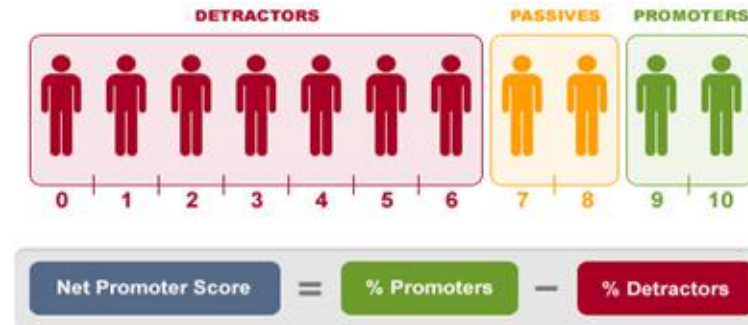 DETRACTORS PASSIVES PROMOTERS
0 1 2 3 4 5 6 7 8 9 10
Net Promoter Score = % Promoters − % Detractors